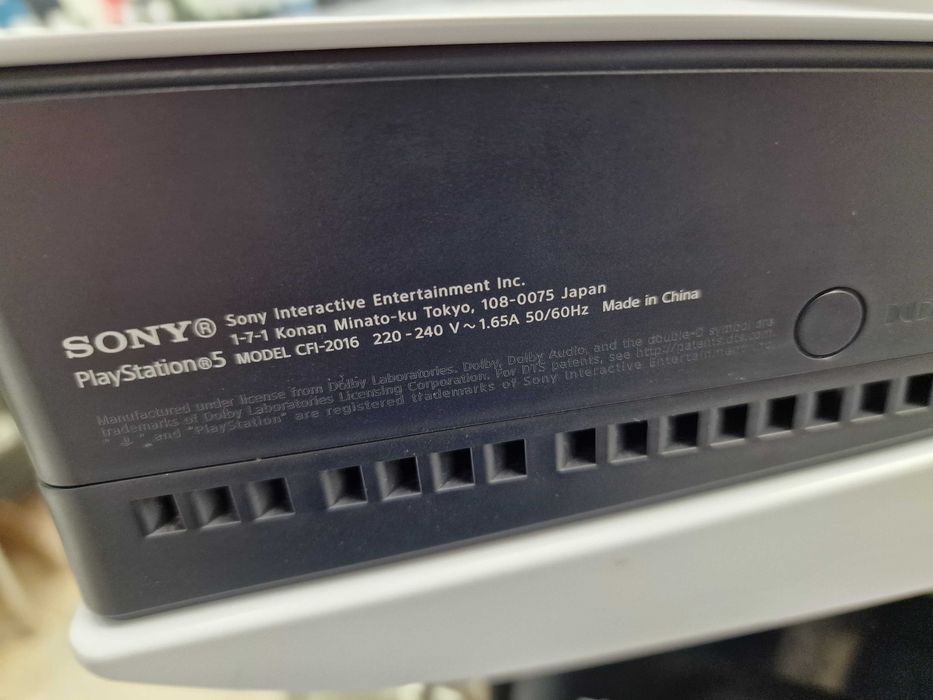 SONY® Sony Interactive Entertainment Inc.
1-7-1 Konan Minato-ku Tokyo, 108-0075 Japan
PlayStation®5 MODEL CFI-2016 220-240 V~1.65A 50/60Hz Made in China
Manufactured under license from Dolby Laboratories. Dolby, Dolby Audio, and the double-D symbol are
trademarks of Dolby Laboratories Licensing Corporation. For DTS patents, see http://patents.dts.com.
" " and "PlayStation" are registered trademarks of Sony Interactive Entertainment Inc.